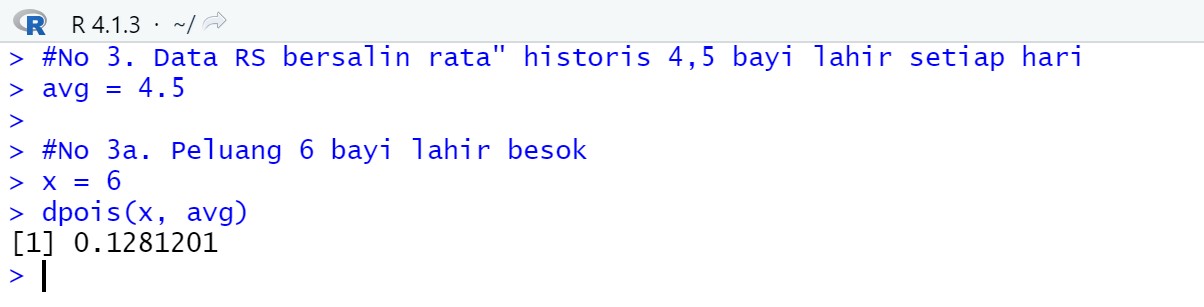 R R 4.1.3 · ~/
> #No 3. Data RS bersalin rata" historis 4,5 bayi lahir setiap hari
> avg = 4.5
>
> #No 3a. Peluang 6 bayi lahir besok
> x = 6
> dpois(x, avg)
[1] 0.1281201
>